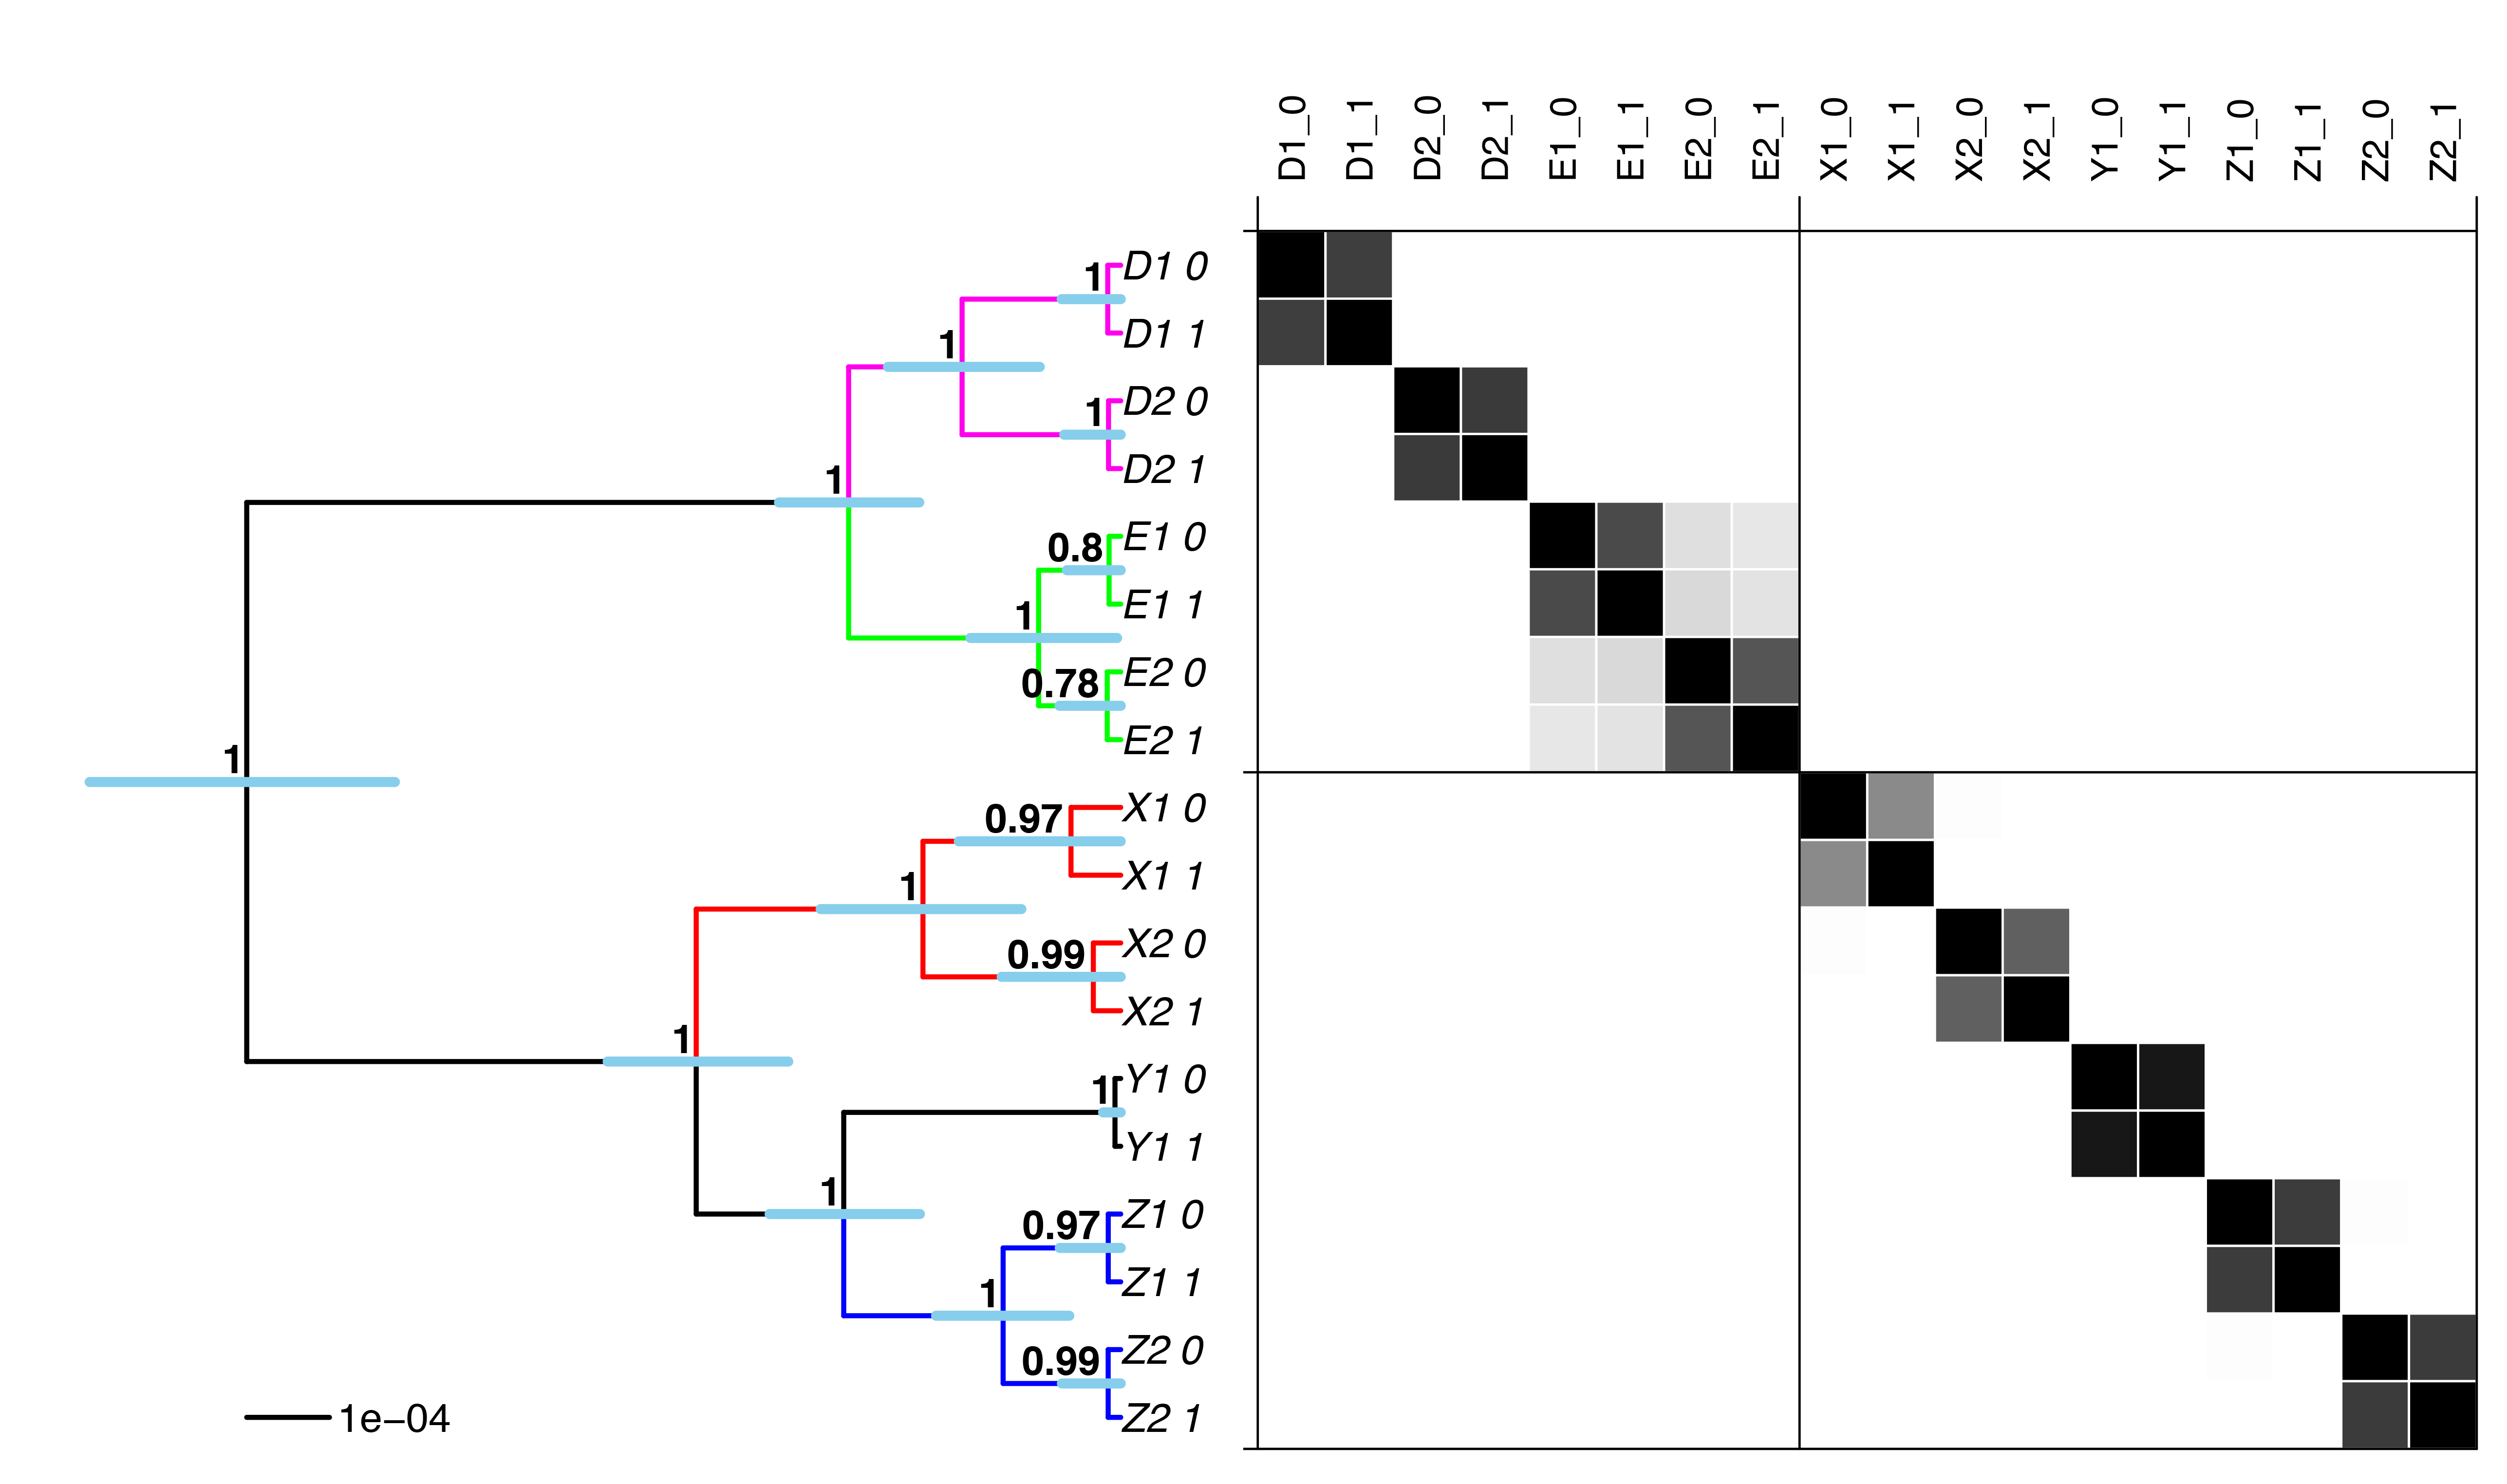 D1_0
D1_1
D2_0
D2_1
E1_0
E1_1
E2_0
E2_1
X1_0
X1_1
X2_0
X2_1
Y1_0
Y1_1
Z1_0
Z1_1
Z2_0
Z2_1
1 D1 0
D1 1
1
1 D2 0
D2 1
1
E1 0
0.8
E1 1
1
E2 0
0.78
E2 1
1
X1 0
0.97
X1 1
1
X2 0
0.99
X2 1
1
Y1 0
1
Y1 1
1
Z1 0
0.97
Z1 1
1
Z2 0
0.99
Z2 1
1e−04